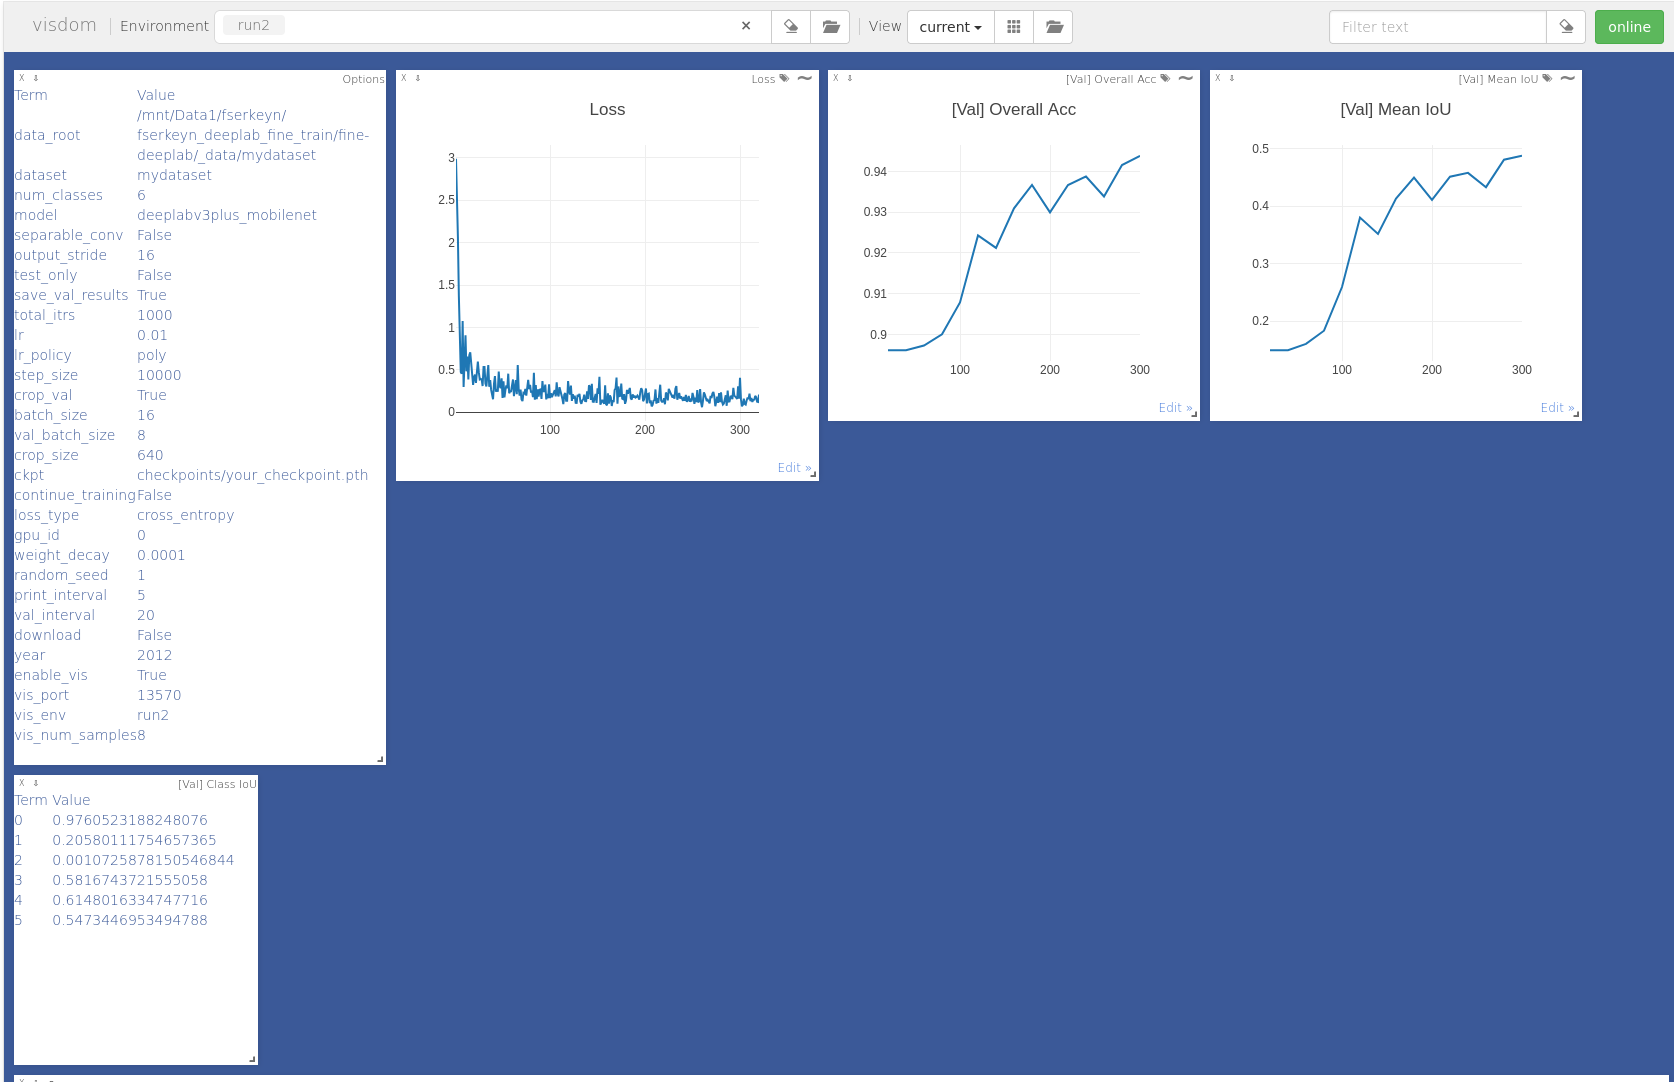 visdom Environment run2 × View current Filter text online
X ⇓ Options
Term Value
data_root /mnt/Data1/fserkeyn/
fserkeyn_deeplab_fine_train/fine-
deeplab/_data/mydataset
dataset mydataset
num_classes 6
model deeplabv3plus_mobilenet
separable_conv False
output_stride 16
test_only False
save_val_results True
total_itrs 1000
lr 0.01
lr_policy poly
step_size 10000
crop_val True
batch_size 16
val_batch_size 8
crop_size 640
ckpt checkpoints/your_checkpoint.pth
continue_training False
loss_type cross_entropy
gpu_id 0
weight_decay 0.0001
random_seed 1
print_interval 5
val_interval 20
download False
year 2012
enable_vis True
vis_port 13570
vis_env run2
vis_num_samples 8
X ⇓ Loss
Loss
3
2.5
2
1.5
1
0.5
0
100 200 300
Edit »
X ⇓ [Val] Overall Acc
[Val] Overall Acc
0.94
0.93
0.92
0.91
0.9
100 200 300
Edit »
X ⇓ [Val] Mean IoU
[Val] Mean IoU
0.5
0.4
0.3
0.2
100 200 300
Edit »
X ⇓ [Val] Class IoU
Term Value
0 0.9760523188248076
1 0.20580111754657365
2 0.0010725878150546844
3 0.5816743721555058
4 0.6148016334747716
5 0.5473446953494788